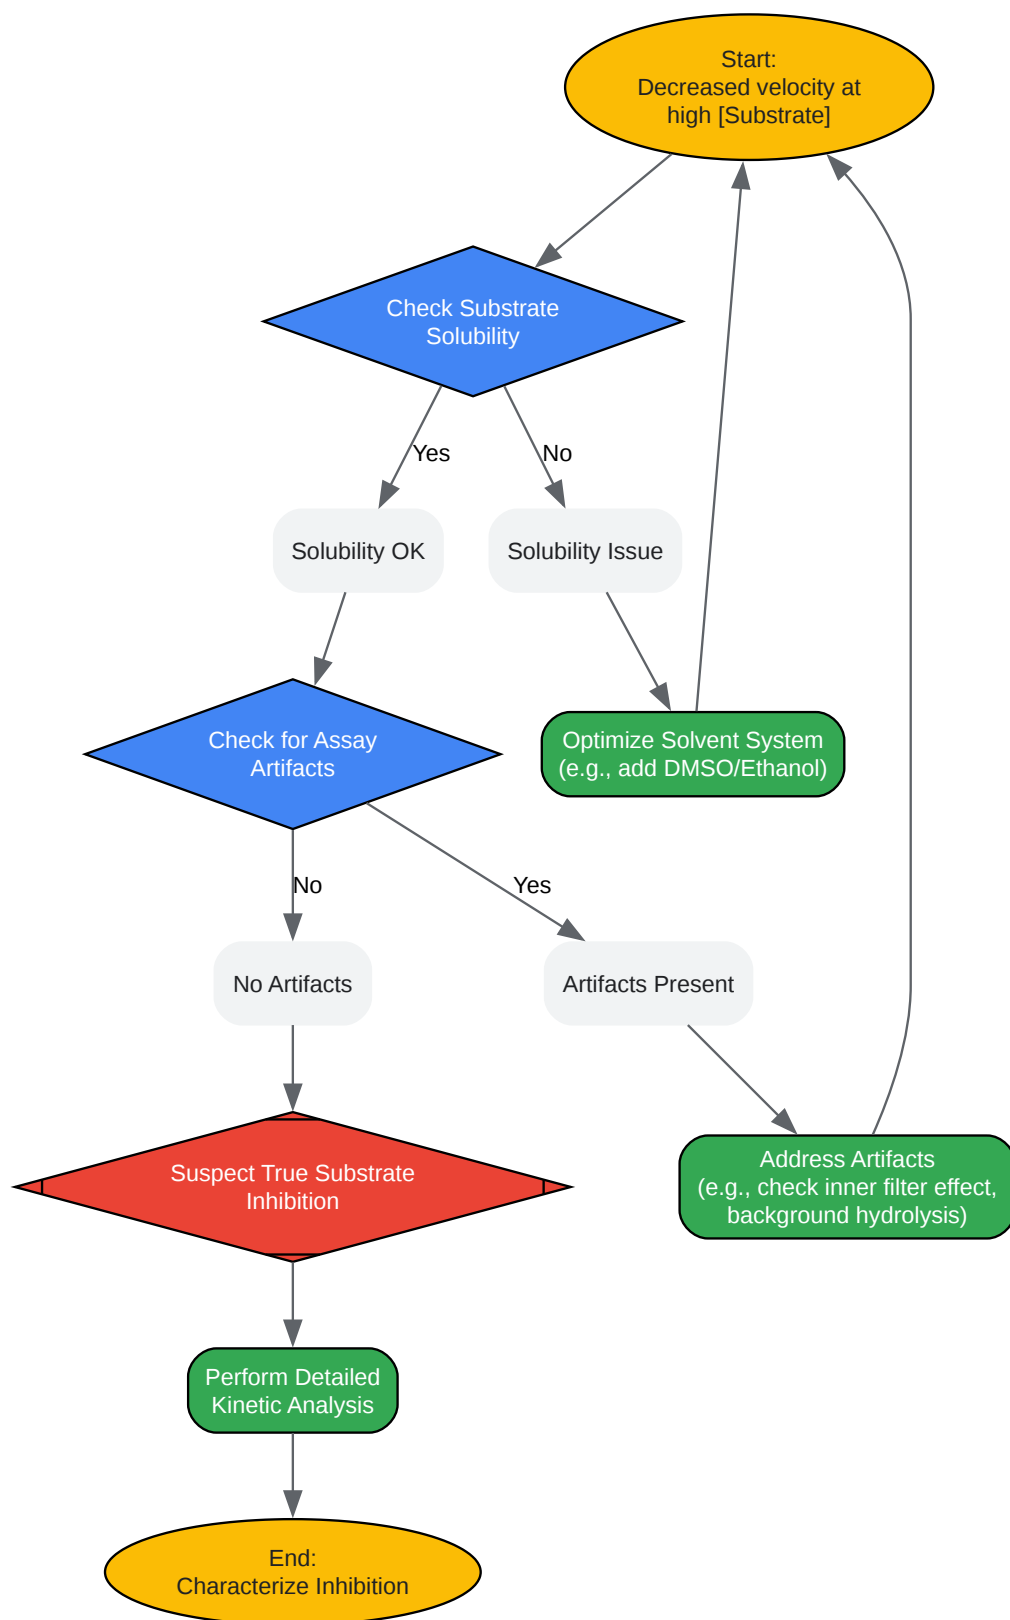 Start:
Decreased velocity at
high [Substrate]
Check Substrate
Solubility
Yes
No
Solubility OK
Solubility Issue
Check for Assay
Artifacts
Optimize Solvent System
(e.g., add DMSO/Ethanol)
No
Yes
No Artifacts
Artifacts Present
Suspect True Substrate
Inhibition
Address Artifacts
(e.g., check inner filter effect,
background hydrolysis)
Perform Detailed
Kinetic Analysis
End:
Characterize Inhibition